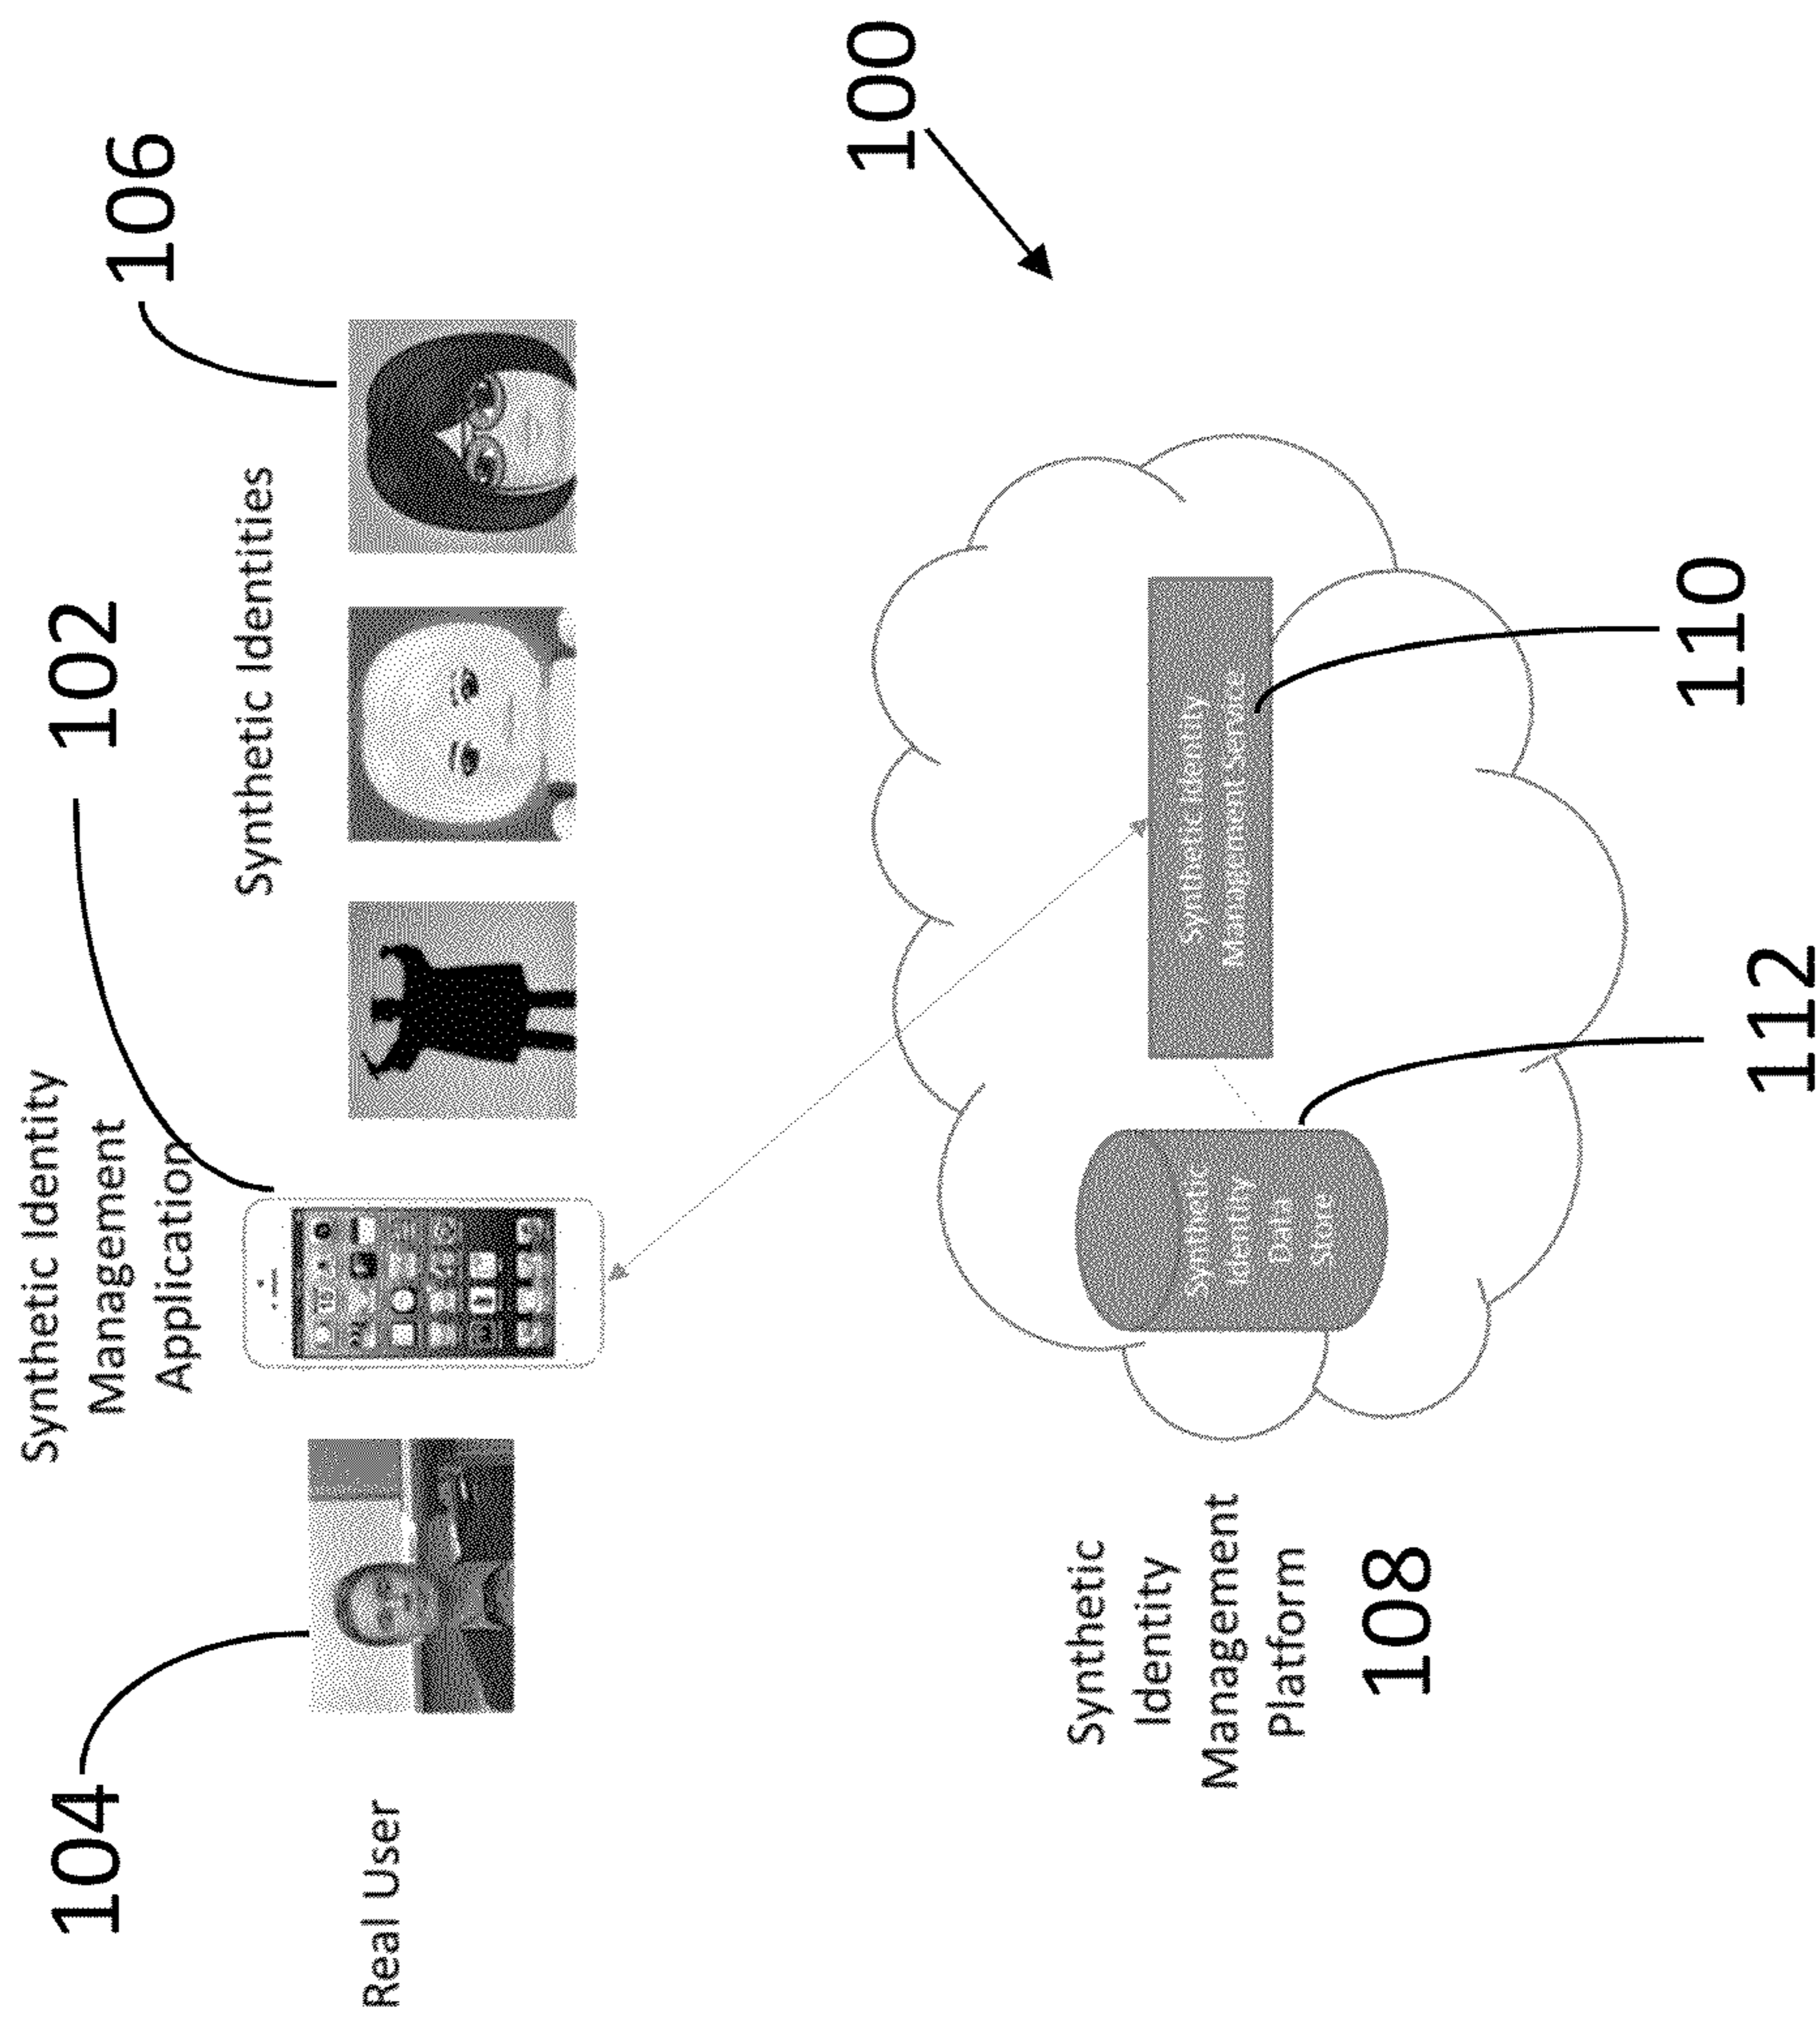 104
Real User
Synthetic Identity
Management
Application
102
Synthetic Identities
106
100
Synthetic
Identity
Management
Platform
108
Synthetic
Identity
Data
Store
112
Synthetic Identity
Management Service
110